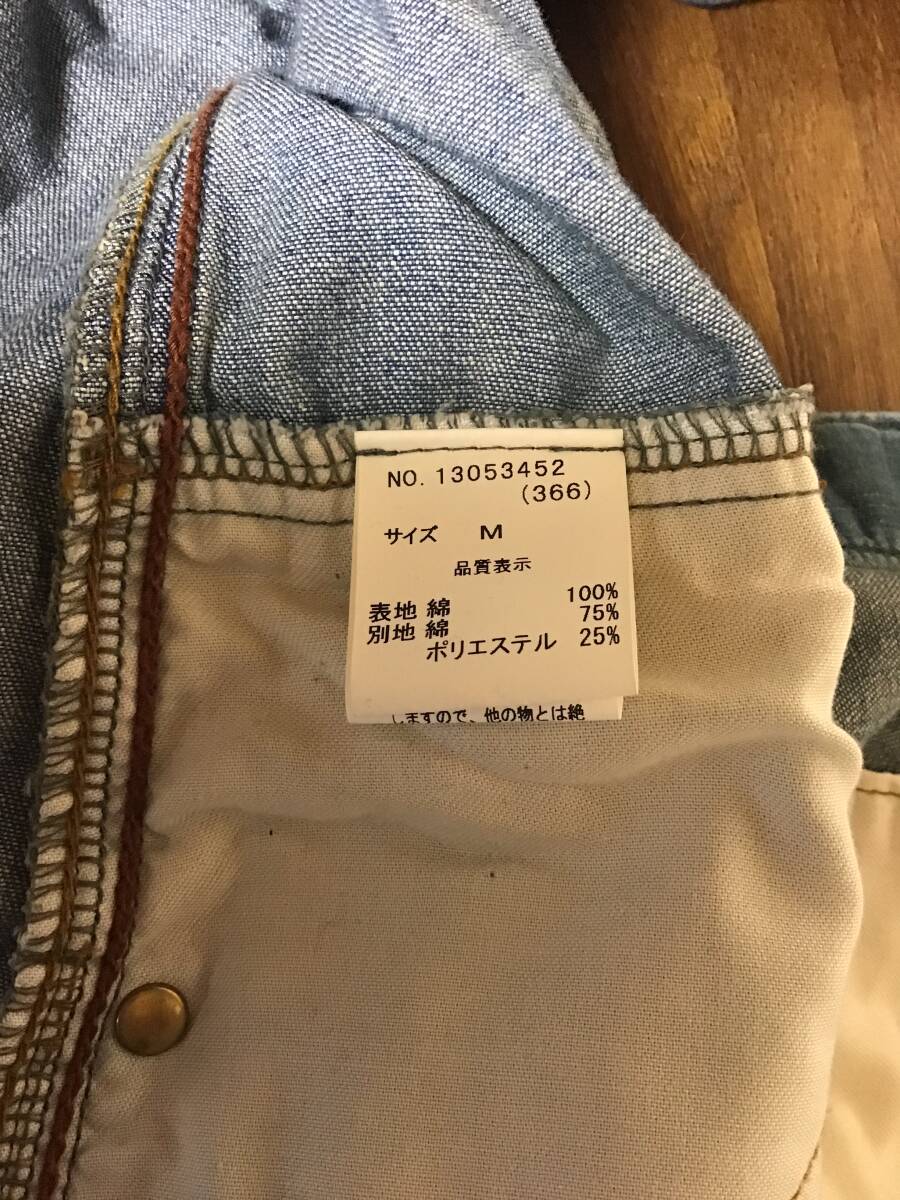 NO. 13053452
(366)
サイズ M
品質表示
表地 綿 100%
別地 綿 75%
ポリエステル 25%
しますので、他の物とは絶